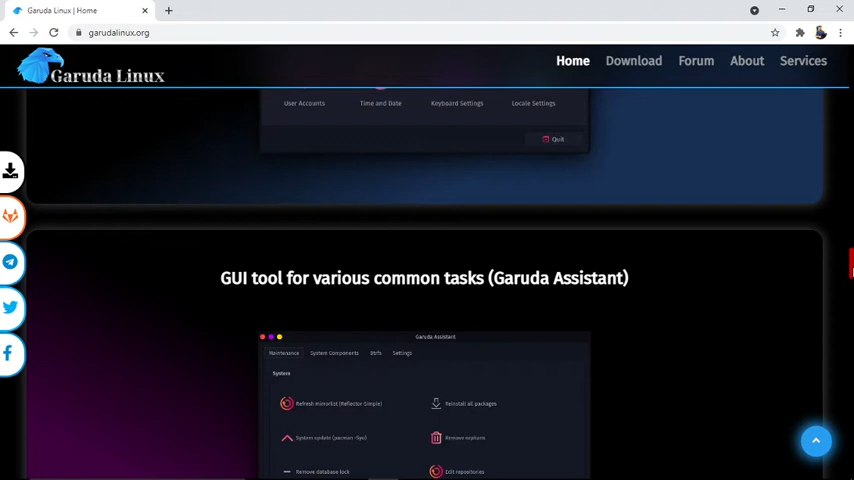 Garuda Linux | Home
garudalinux.org
Garuda Linux
Home Download Forum About Services
User Accounts Time and Date Keyboard Settings Locale Settings
Quit
GUI tool for various common tasks (Garuda Assistant)
Garuda Assistant
Maintenance System Components Btrfs Settings
System
Refresh mirrorlist (Reflector-Simple) Reinstall all packages
System update (pacman -Syu) Remove orphans
Remove database lock Edit repositories